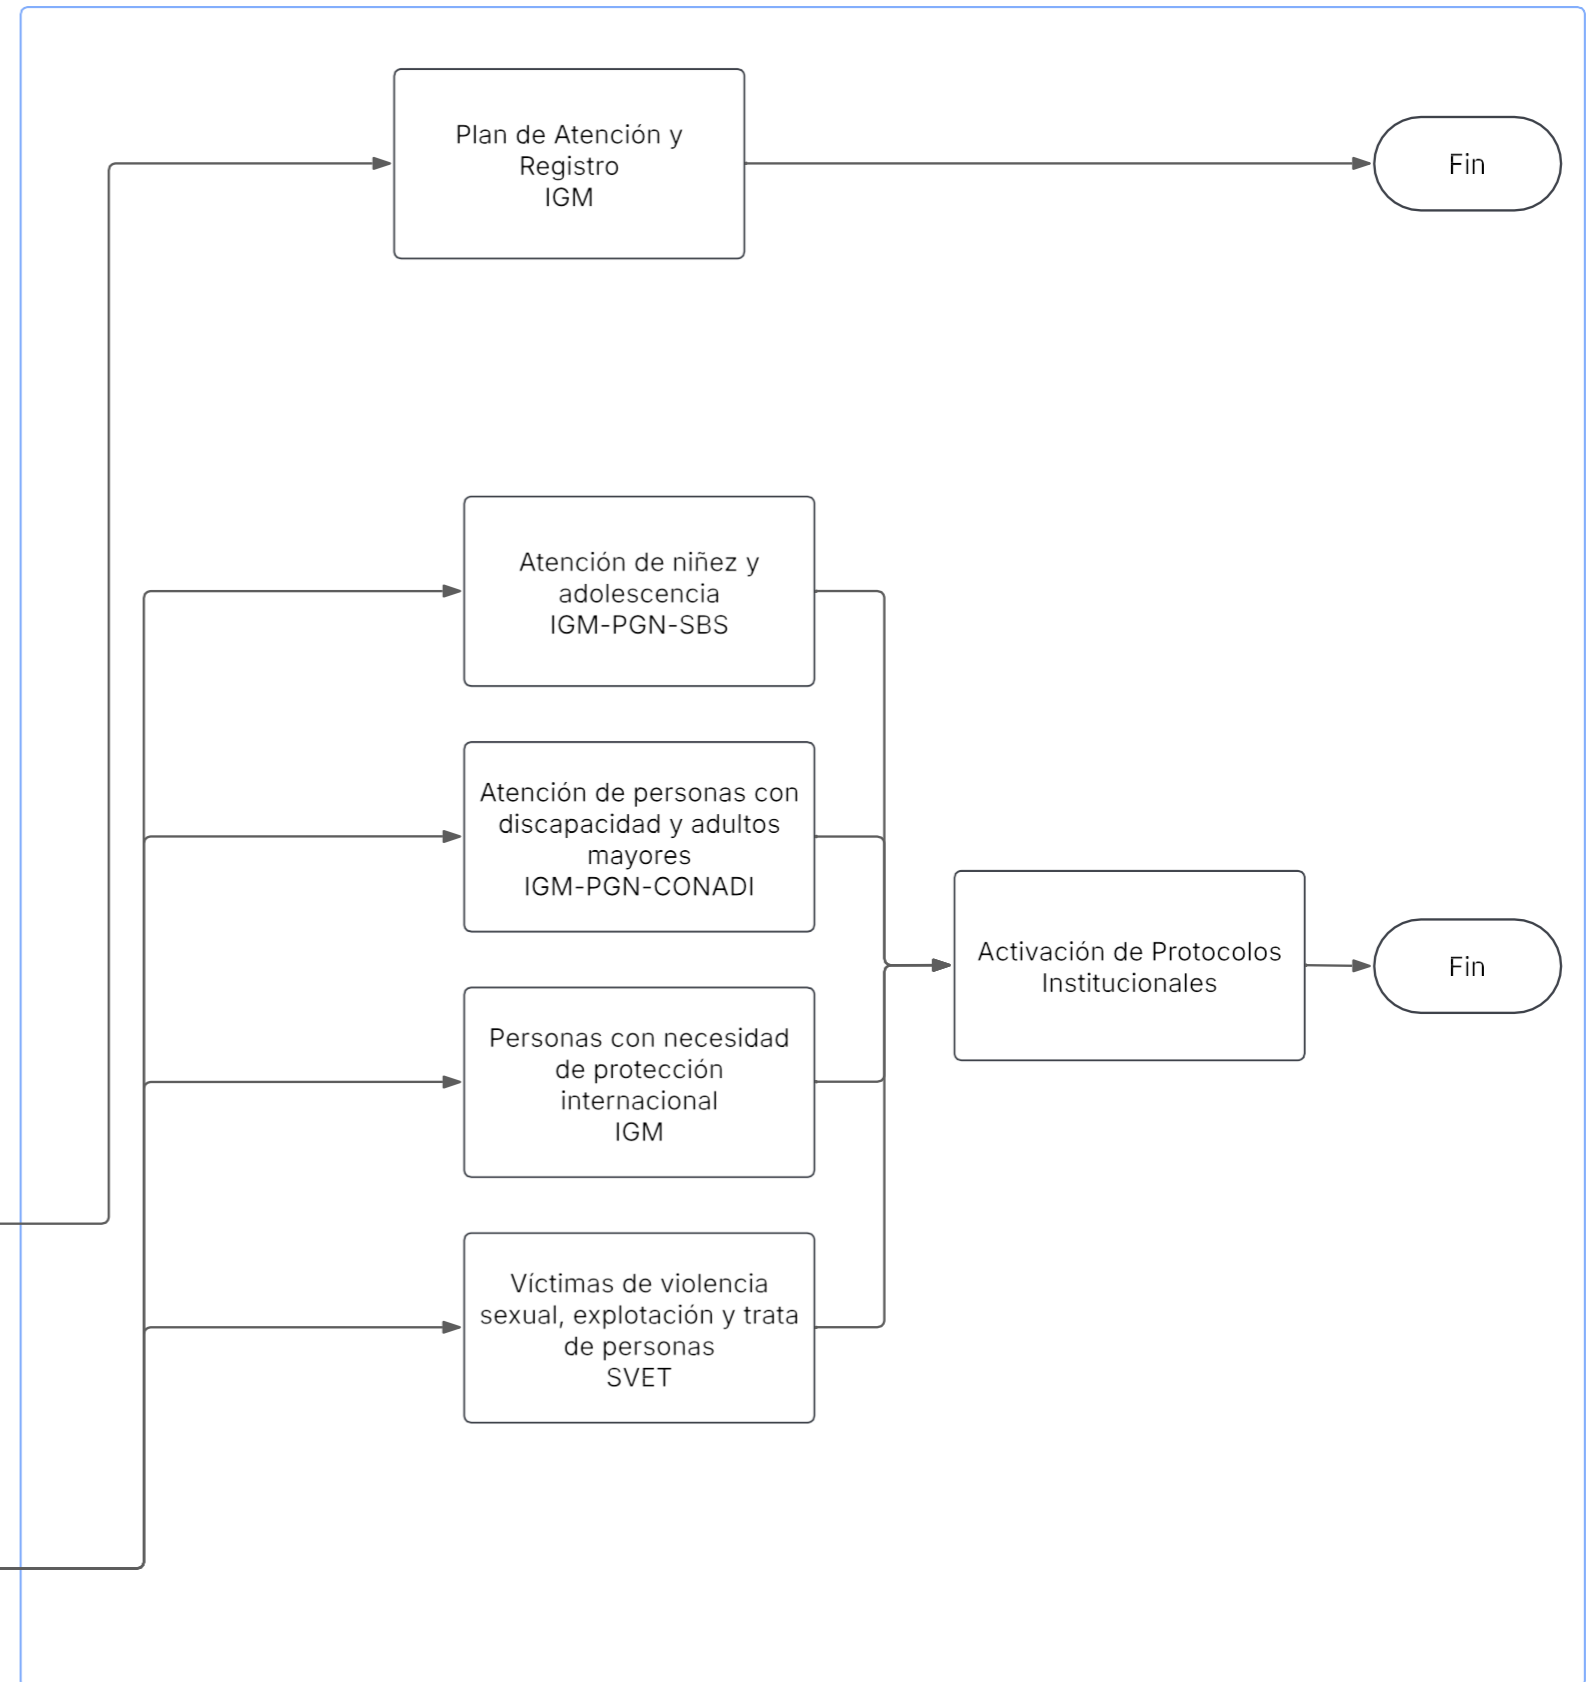 Plan de Atención y
Registro
IGM
Fin
Atención de niñez y
adolescencia
IGM-PGN-SBS
Atención de personas con
discapacidad y adultos
mayores
IGM-PGN-CONADI
Personas con necesidad
de protección
internacional
IGM
Víctimas de violencia
sexual, explotación y trata
de personas
SVET
Activación de Protocolos
Institucionales
Fin